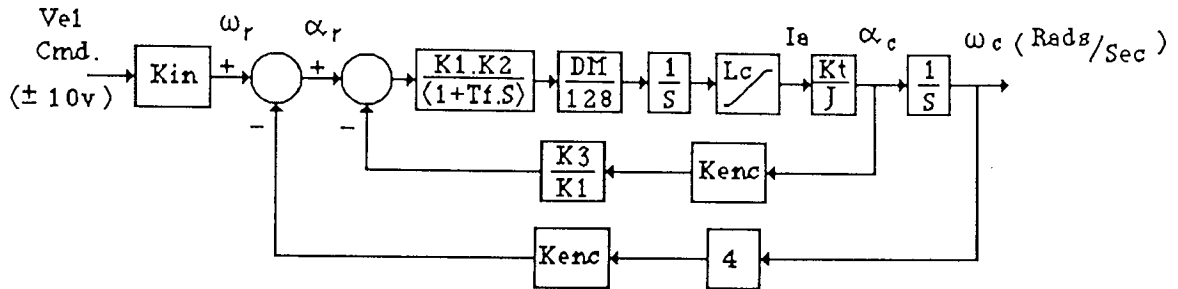 Vel
Cmd.
(± 10v)
Kin
ωr
+
−
αr
+
−
K1.K2
(1+Tf.S)
DM
128
1
S
Lc
Ia
Kt
J
αc
1
S
ωc (Rads/Sec)
K3
K1
Kenc
Kenc
4